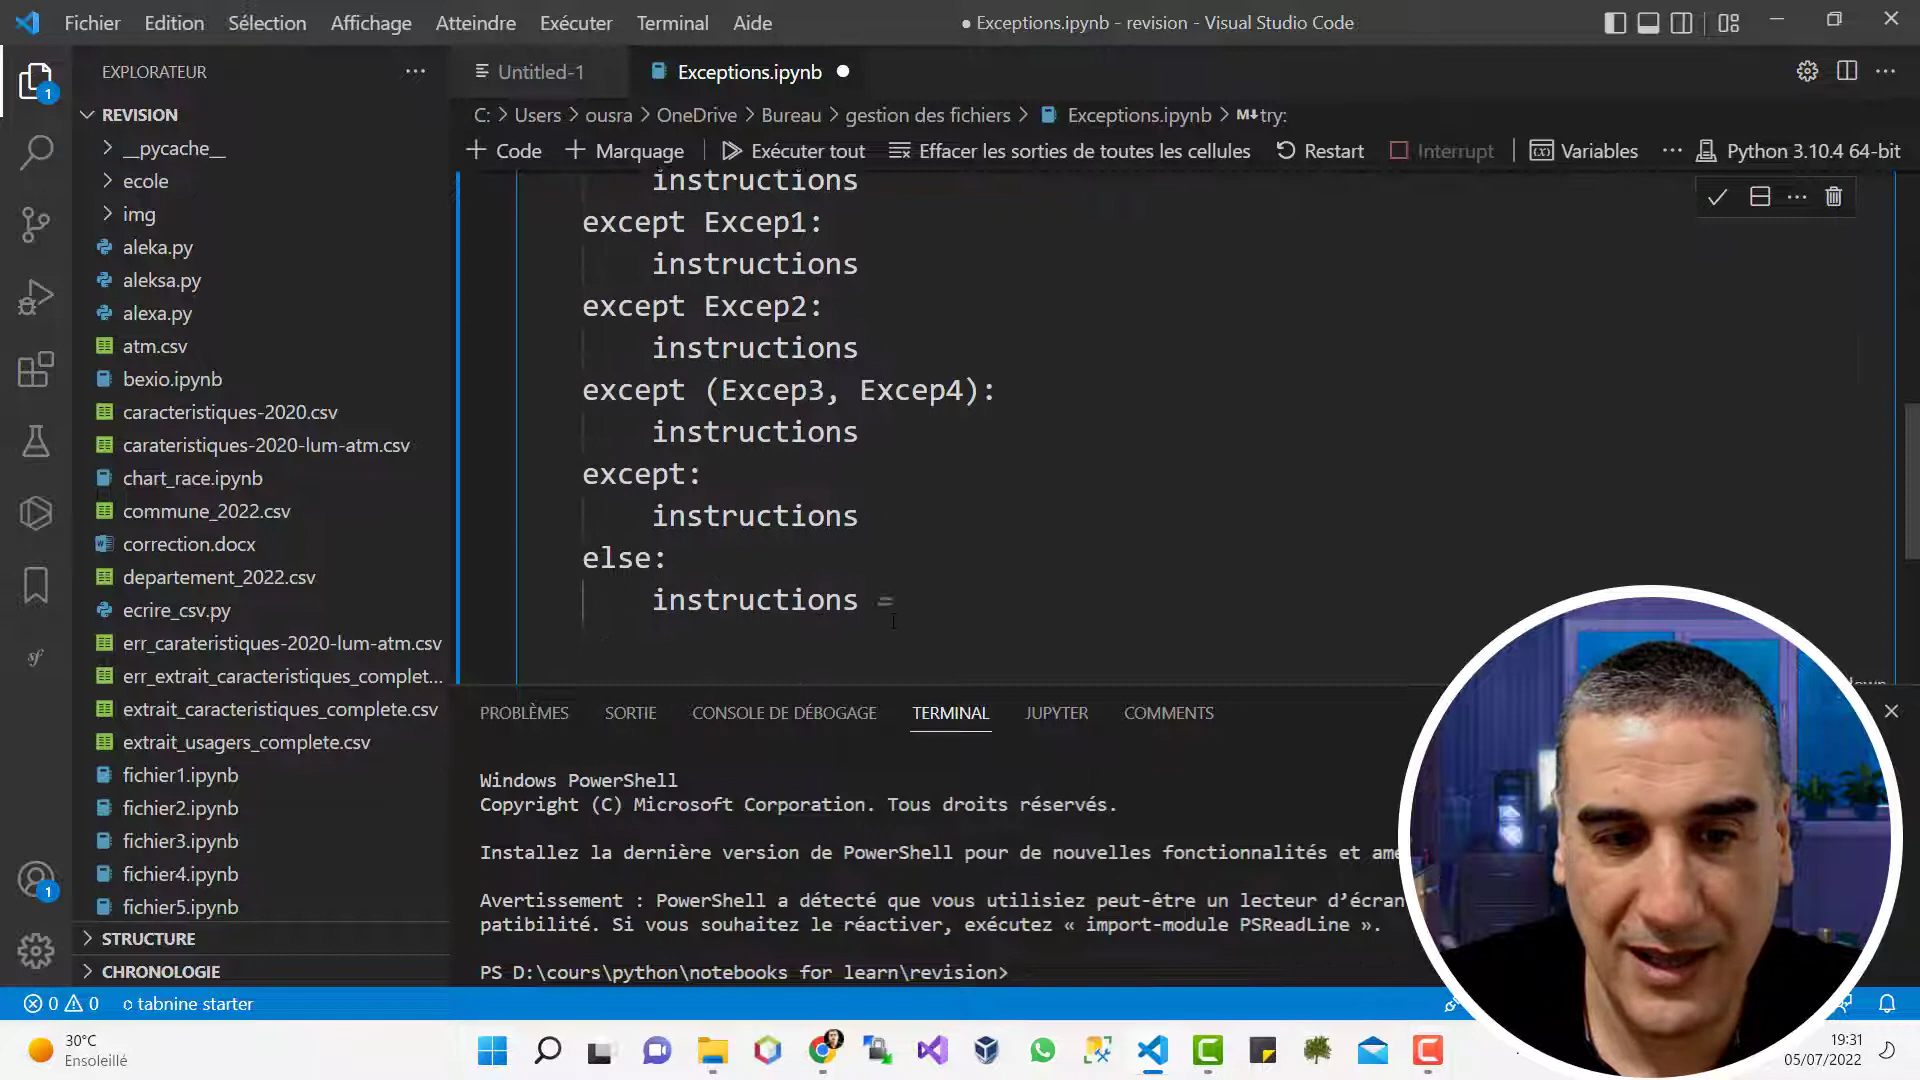 Fichier Edition Sélection Affichage Atteindre Exécuter Terminal Aide
● Exceptions.ipynb - revision - Visual Studio Code
EXPLORATEUR
Untitled-1
Exceptions.ipynb
REVISION
C: > Users > ousra > OneDrive > Bureau > gestion des fichiers > Exceptions.ipynb > M↓try:
+ Code + Marquage Exécuter tout Effacer les sorties de toutes les cellules Restart Interrupt Variables Python 3.10.4 64-bit
__pycache__
ecole
img
aleka.py
aleksa.py
alexa.py
atm.csv
bexio.ipynb
caracteristiques-2020.csv
carateristiques-2020-lum-atm.csv
chart_race.ipynb
commune_2022.csv
correction.docx
departement_2022.csv
ecrire_csv.py
err_carateristiques-2020-lum-atm.csv
err_extrait_caracteristiques_complet...
extrait_caracteristiques_complete.csv
extrait_usagers_complete.csv
fichier1.ipynb
fichier2.ipynb
fichier3.ipynb
fichier4.ipynb
fichier5.ipynb
STRUCTURE
CHRONOLOGIE
instructions
except Excep1:
instructions
except Excep2:
instructions
except (Excep3, Excep4):
instructions
except:
instructions
else:
instructions =
PROBLÈMES SORTIE CONSOLE DE DÉBOGAGE TERMINAL JUPYTER COMMENTS
Windows PowerShell
Copyright (C) Microsoft Corporation. Tous droits réservés.
Installez la dernière version de PowerShell pour de nouvelles fonctionnalités et amé
Avertissement : PowerShell a détecté que vous utilisiez peut-être un lecteur d’écran
patibilité. Si vous souhaitez le réactiver, exécutez « import-module PSReadLine ».
PS D:\cours\python\notebooks for learn\revision>
1
1
0 0 tabnine starter
30°C
Ensoleillé
19:31
05/07/2022